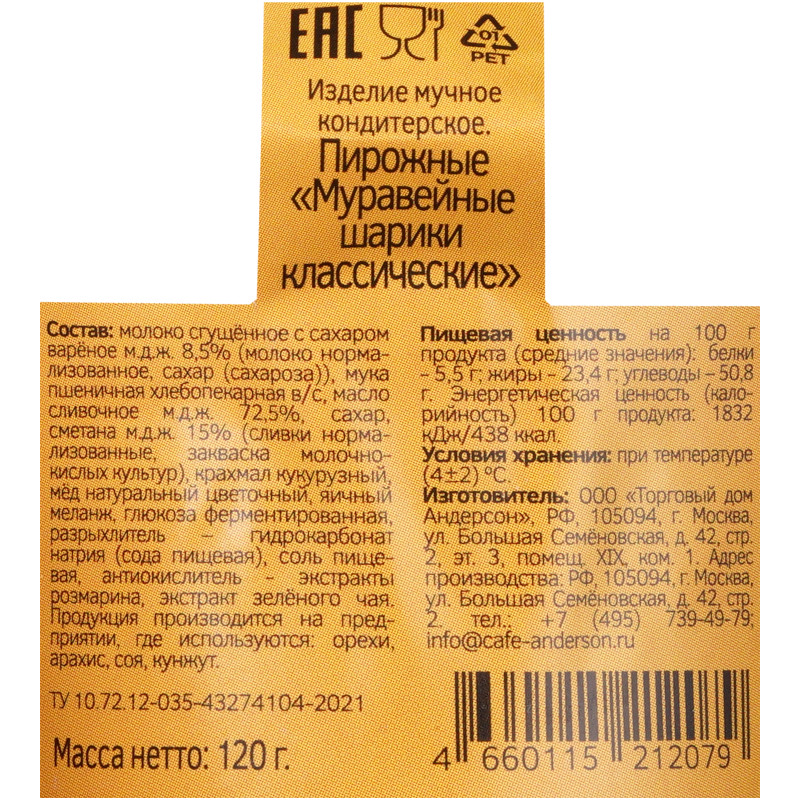 EAC
01
PET
Изделие мучное
кондитерское.
Пирожные
«Муравейные
шарики
классические»
Состав: молоко сгущённое с сахаром
варёное м.д.ж. 8,5% (молоко норма-
лизованное, сахар (сахароза)), мука
пшеничная хлебопекарная в/с, масло
сливочное м.д.ж. 72,5%, сахар,
сметана м.д.ж. 15% (сливки норма-
лизованные, закваска молочно-
кислых культур), крахмал кукурузный,
мёд натуральный цветочный, яичный
меланж, глюкоза ферментированная,
разрыхлитель – гидрокарбонат
натрия (сода пищевая), соль пище-
вая, антиокислитель - экстракты
розмарина, экстракт зелёного чая.
Продукция производится на пред-
приятии, где используются: орехи,
арахис, соя, кунжут.
ТУ 10.72.12-035-43274104-2021
Масса нетто: 120 г.
Пищевая ценность на 100 г
продукта (средние значения): белки
- 5,5 г; жиры - 23,4 г; углеводы – 50,8
г. Энергетическая ценность (кало-
рийность) 100 г продукта: 1832
кДж/438 ккал.
Условия хранения: при температуре
(4±2) °С.
Изготовитель: ООО «Торговый дом
Андерсон», РФ, 105094, г. Москва,
ул. Большая Семёновская, д. 42, стр.
2, эт. 3, помещ. XIX, ком. 1. Адрес
производства: РФ, 105094, г. Москва,
ул. Большая Семёновская, д. 42, стр.
2. тел.: +7 (495) 739-49-79;
info@cafe-anderson.ru
4 660115 212079